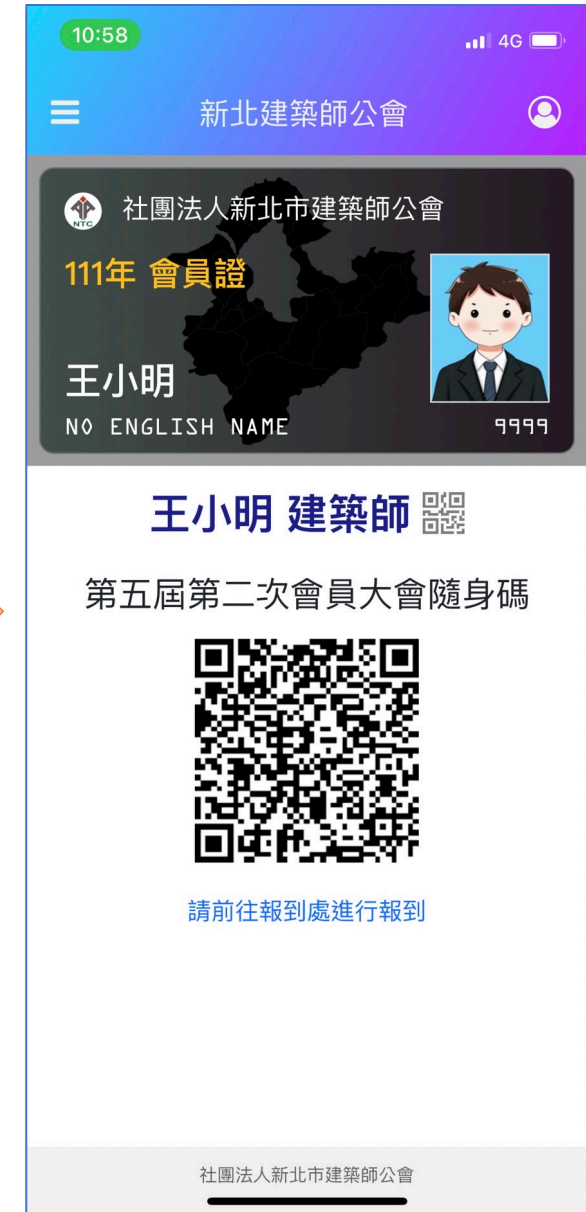 10:58
4G
新北建築師公會
NTC
社團法人新北市建築師公會
111年 會員證
王小明
NO ENGLISH NAME
9999
王小明 建築師
第五屆第二次會員大會隨身碼
請前往報到處進行報到
社團法人新北市建築師公會